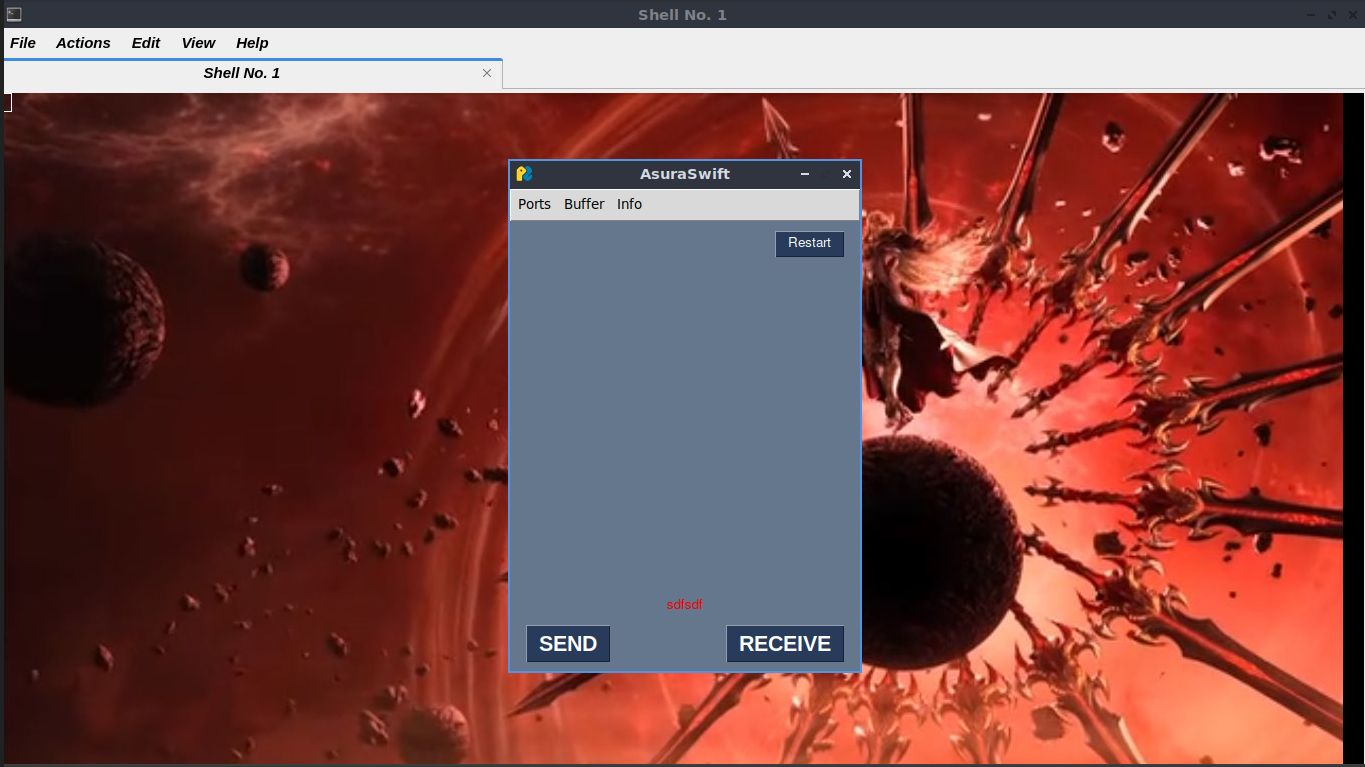 Shell No. 1
File Actions Edit View Help
Shell No. 1
AsuraSwift
Ports Buffer Info
Restart
sdfsdf
SEND RECEIVE